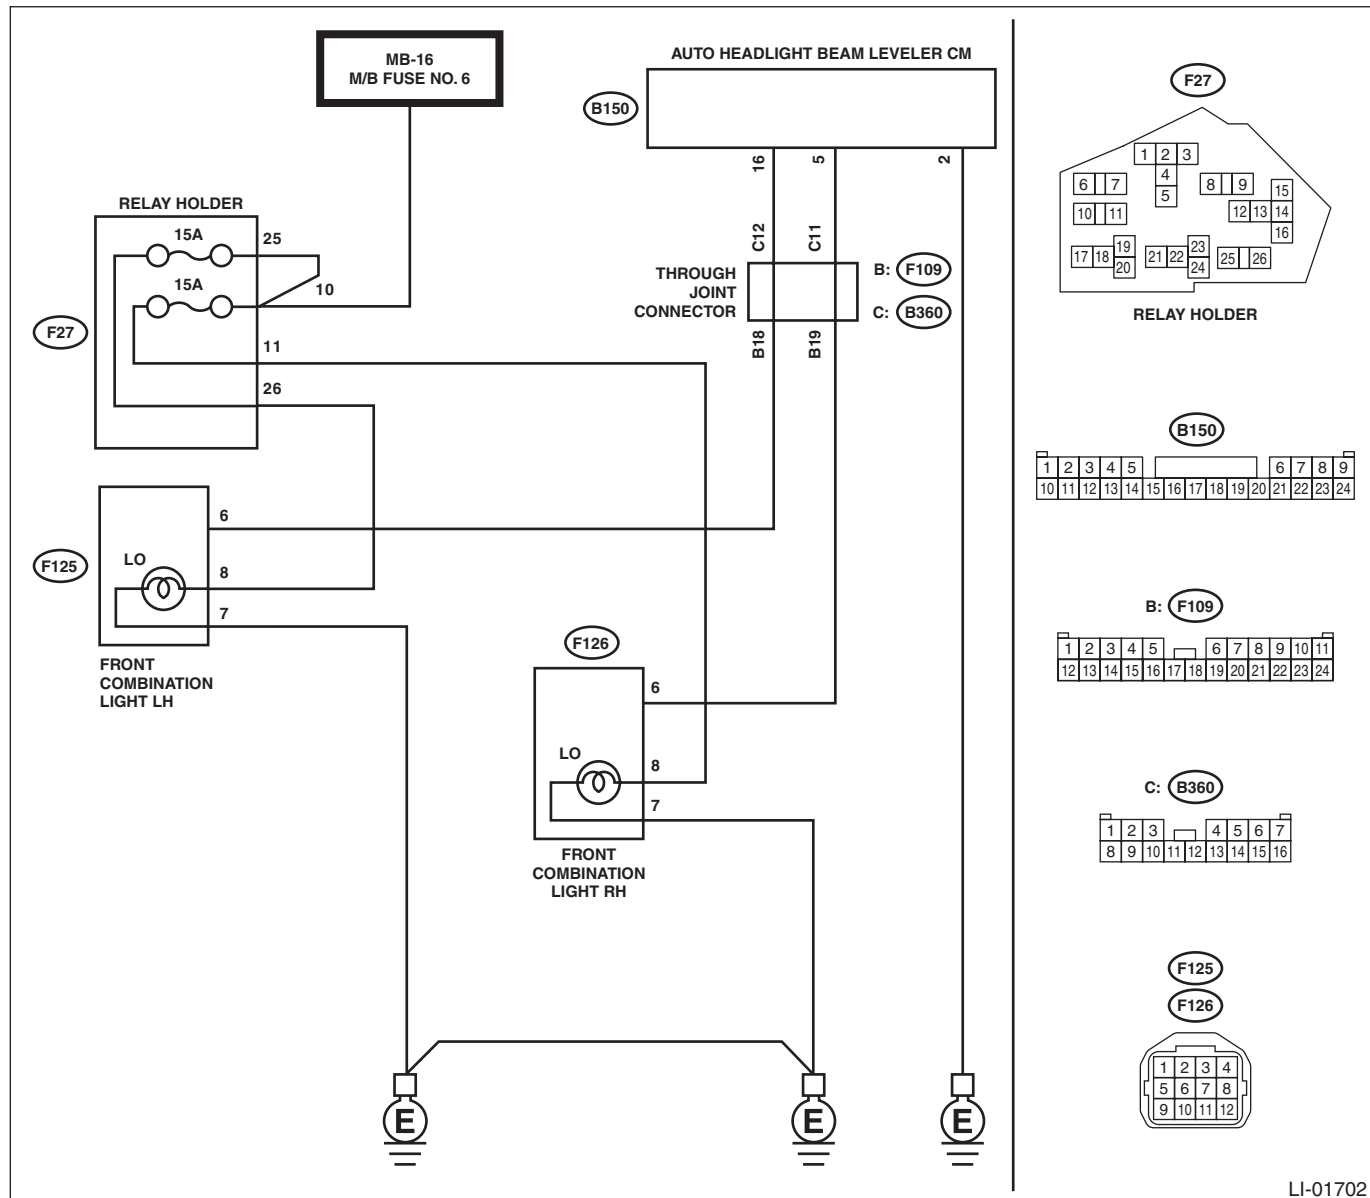 MB-16
M/B FUSE NO. 6
AUTO HEADLIGHT BEAM LEVELER CM
B150
16
5
2
RELAY HOLDER
15A
25
15A
10
F27
11
26
C12
C11
THROUGH
JOINT
CONNECTOR
B: F109
C: B360
B18
B19
F125
LO
6
8
7
FRONT
COMBINATION
LIGHT LH
F126
LO
6
8
7
FRONT
COMBINATION
LIGHT RH
E
E
E
F27
1 2 3
4
5
6 7
8 9
15
10 11
12 13 14
16
17 18 19
20
21 22 23
24
25 26
RELAY HOLDER
B150
1 2 3 4 5 6 7 8 9
10 11 12 13 14 15 16 17 18 19 20 21 22 23 24
B: F109
1 2 3 4 5 6 7 8 9 10 11
12 13 14 15 16 17 18 19 20 21 22 23 24
C: B360
1 2 3 4 5 6 7
8 9 10 11 12 13 14 15 16
F125
F126
1 2 3 4
5 6 7 8
9 10 11 12
LI-01702